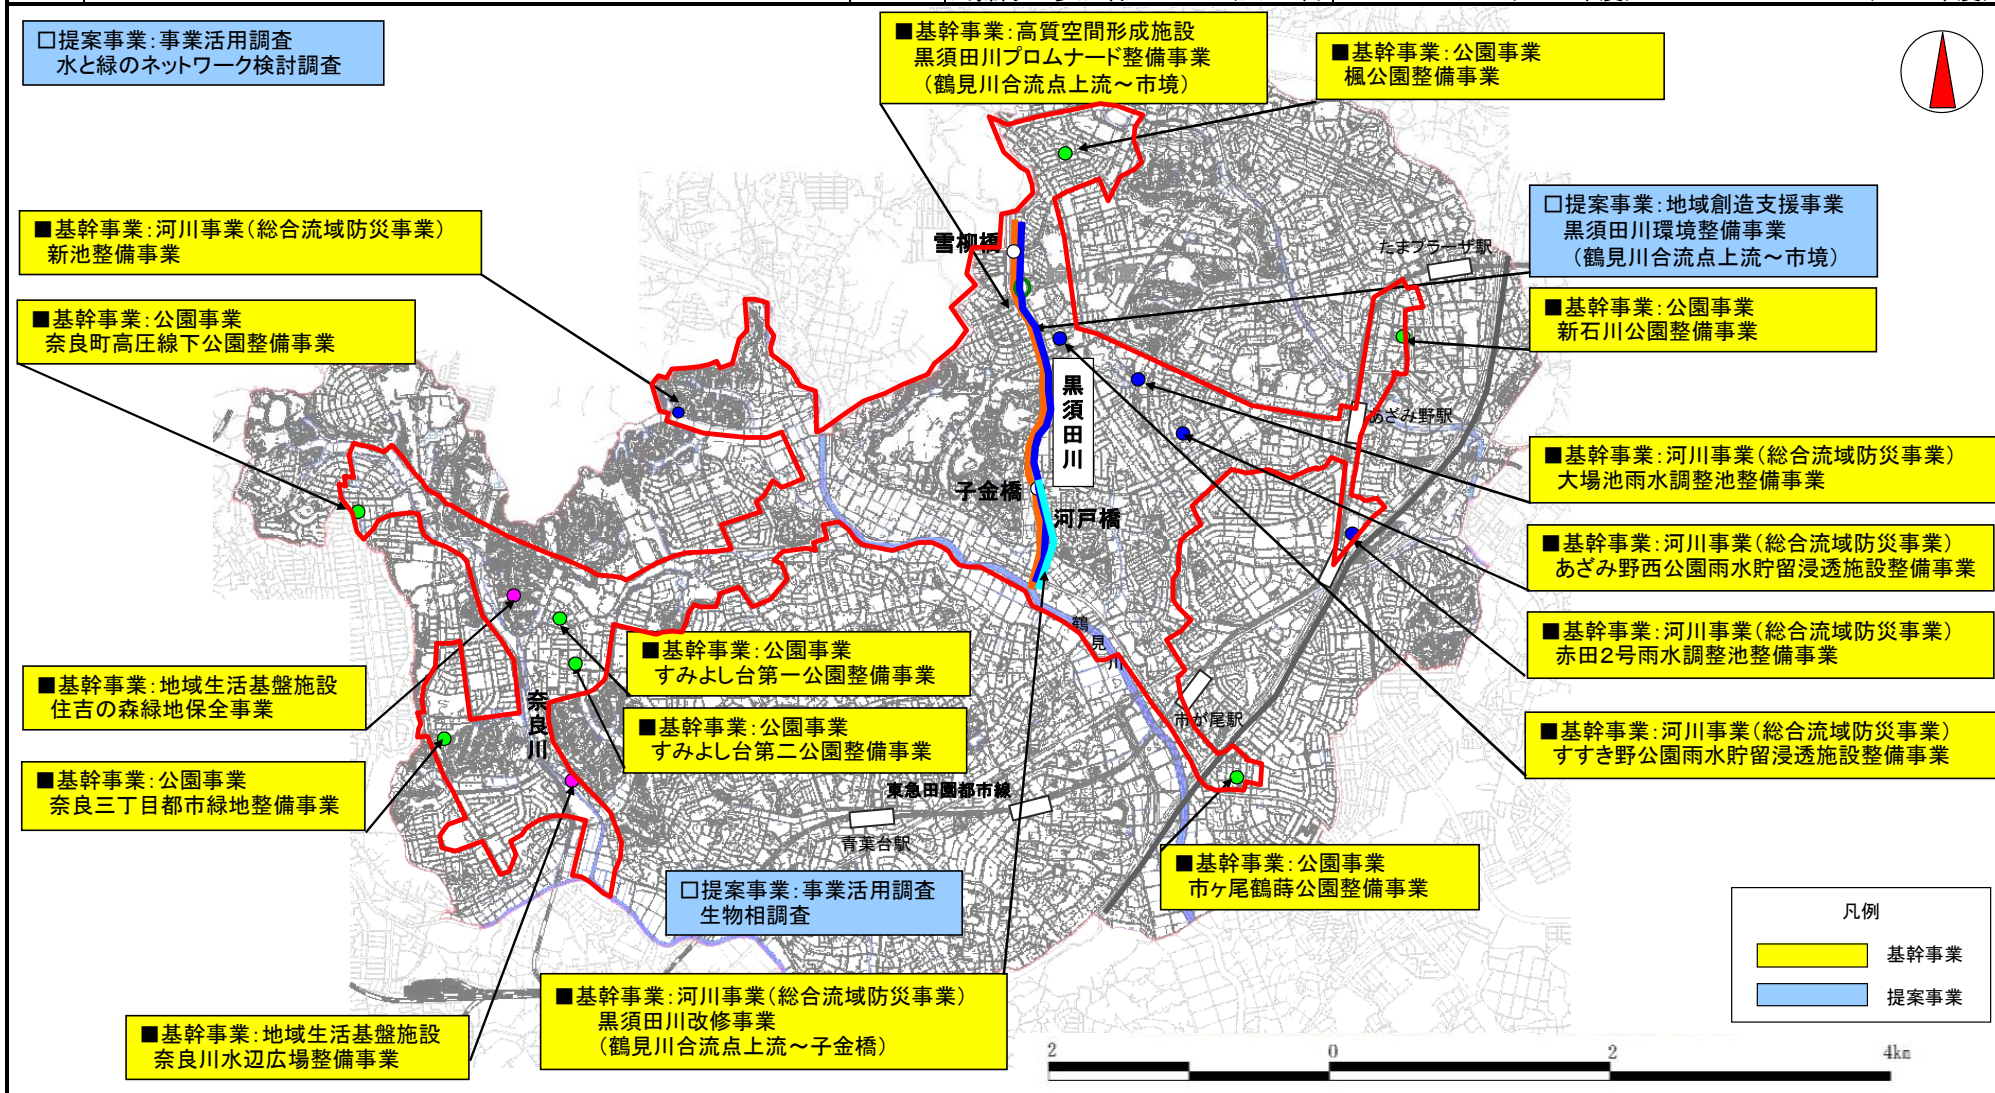 □提案事業：事業活用調査
水と緑のネットワーク検討調査
■基幹事業：高質空間形成施設
黒須田川プロムナード整備事業
（鶴見川合流点上流～市境）
■基幹事業：公園事業
楓公園整備事業
■基幹事業：河川事業（総合流域防災事業）
新池整備事業
■基幹事業：公園事業
奈良町高圧線下公園整備事業
□提案事業：地域創造支援事業
黒須田川環境整備事業
（鶴見川合流点上流～市境）
■基幹事業：公園事業
新石川公園整備事業
雪柳橋
たまプラーザ駅
黒須田川
あざみ野駅
子金橋
河戸橋
■基幹事業：河川事業（総合流域防災事業）
大場池雨水調整池整備事業
■基幹事業：河川事業（総合流域防災事業）
あざみ野西公園雨水貯留浸透施設整備事業
■基幹事業：河川事業（総合流域防災事業）
赤田２号雨水調整池整備事業
■基幹事業：河川事業（総合流域防災事業）
すすき野公園雨水貯留浸透施設整備事業
鶴見川
市が尾駅
■基幹事業：公園事業
すみよし台第一公園整備事業
■基幹事業：公園事業
すみよし台第二公園整備事業
■基幹事業：地域生活基盤施設
住吉の森緑地保全事業
奈良川
■基幹事業：公園事業
奈良三丁目都市緑地整備事業
東急田園都市線
青葉台駅
□提案事業：事業活用調査
生物相調査
■基幹事業：公園事業
市ヶ尾鶴蒔公園整備事業
■基幹事業：河川事業（総合流域防災事業）
黒須田川改修事業
（鶴見川合流点上流～子金橋）
■基幹事業：地域生活基盤施設
奈良川水辺広場整備事業
凡例
基幹事業
提案事業
2 0 2 4km